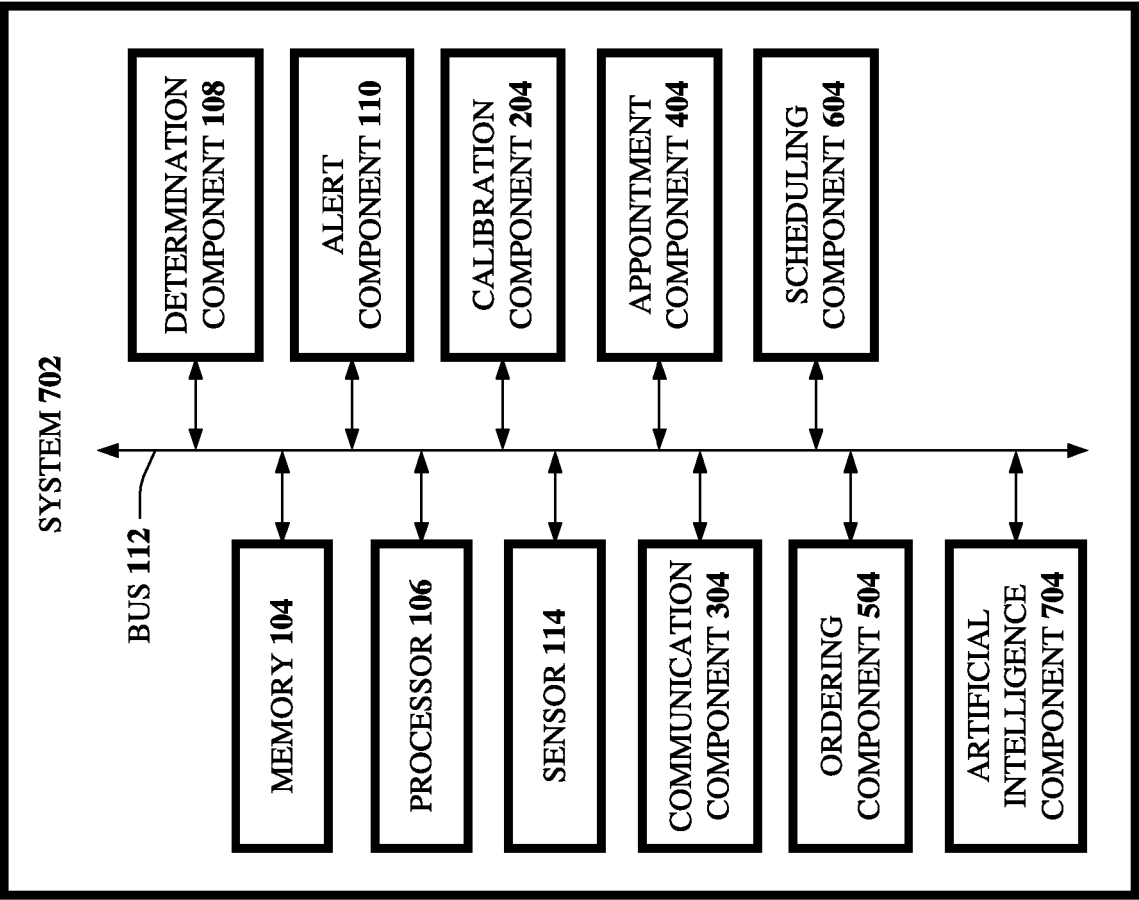 SYSTEM 702
BUS 112
MEMORY 104
PROCESSOR 106
SENSOR 114
COMMUNICATION
COMPONENT 304
ORDERING
COMPONENT 504
ARTIFICIAL
INTELLIGENCE
COMPONENT 704
DETERMINATION
COMPONENT 108
ALERT
COMPONENT 110
CALIBRATION
COMPONENT 204
APPOINTMENT
COMPONENT 404
SCHEDULING
COMPONENT 604